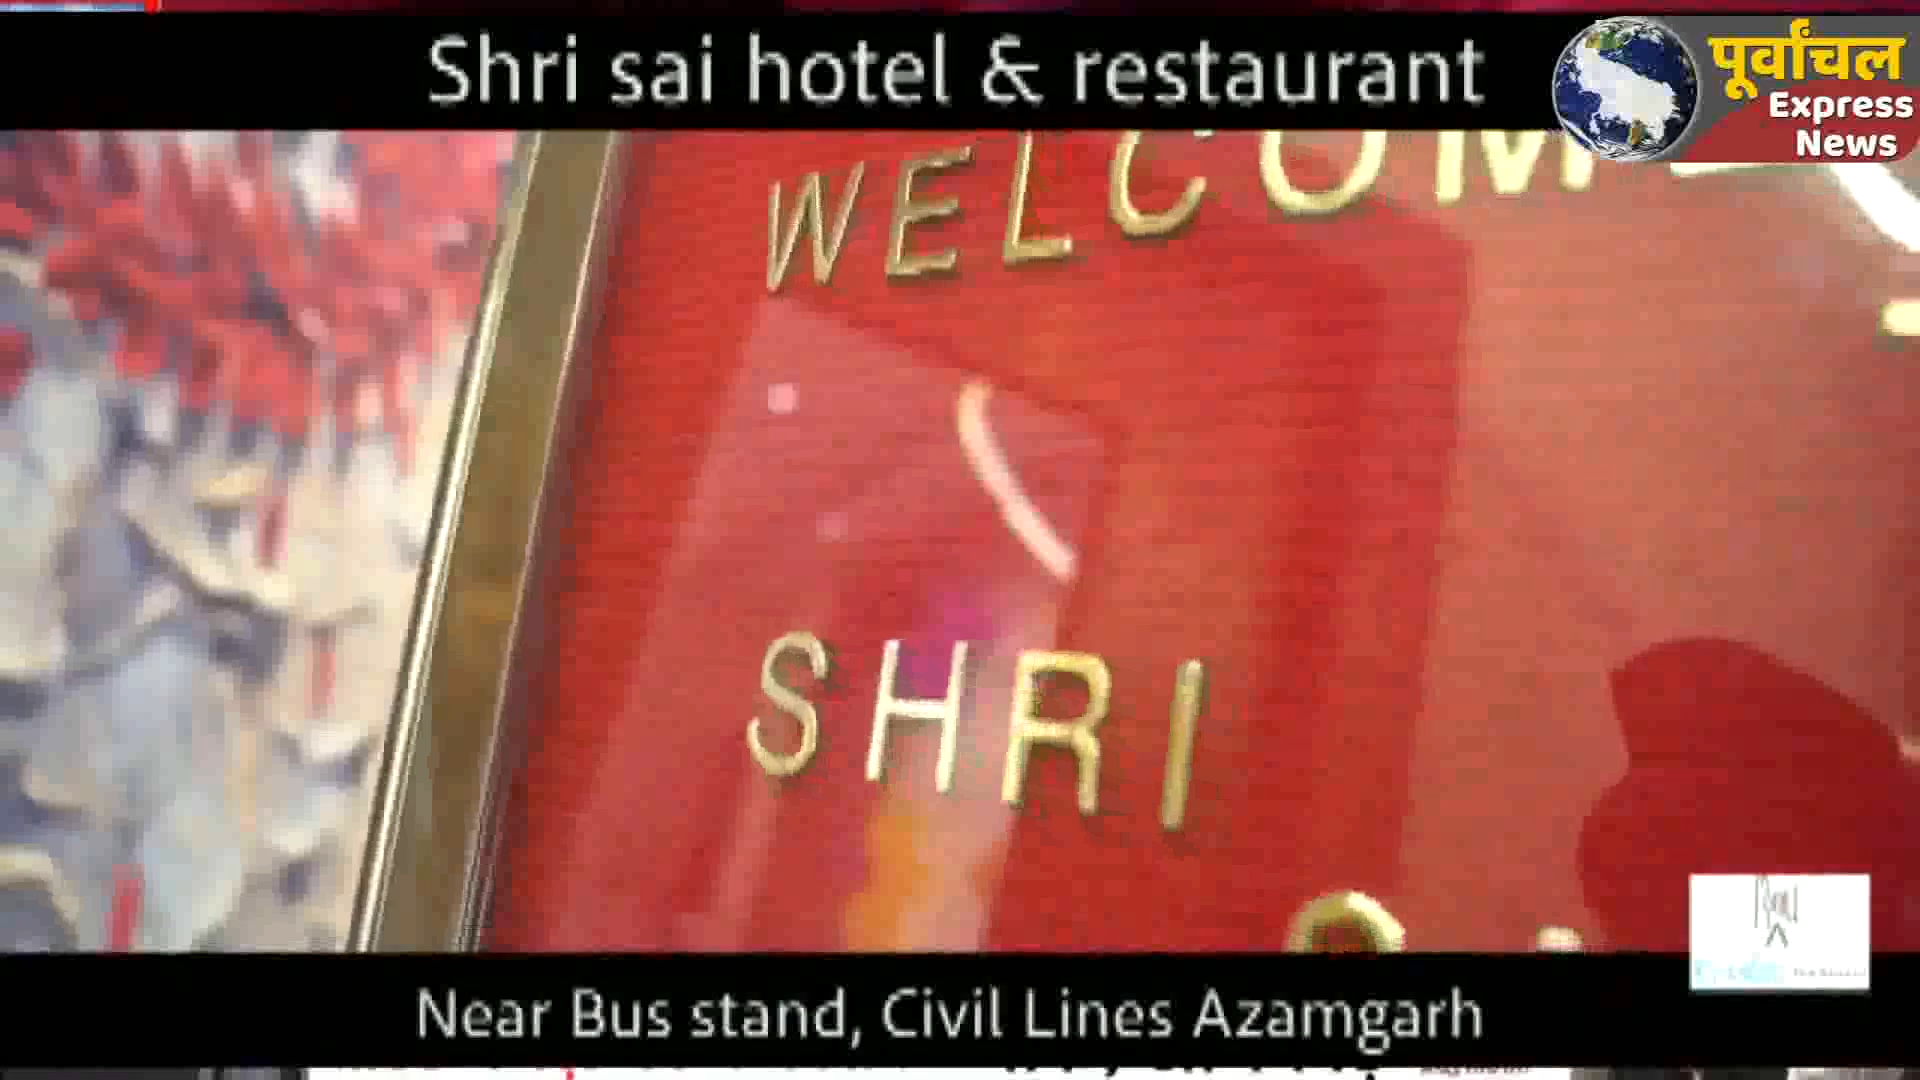 Shri sai hotel & restaurant
पूर्वांचल
Express
News
WELCOM
SHRI
Near Bus stand, Civil Lines Azamgarh